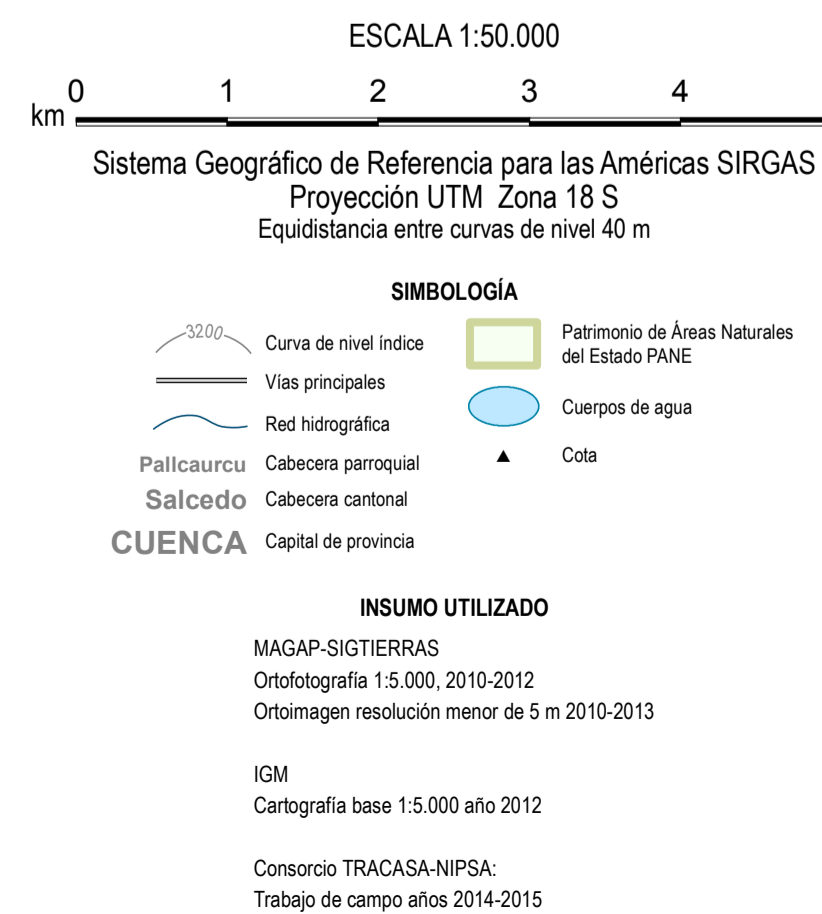 ESCALA 1:50.000
0 1 2 3 4
km
Sistema Geográfico de Referencia para las Américas SIRGAS
Proyección UTM Zona 18 S
Equidistancia entre curvas de nivel 40 m
SIMBOLOGÍA
3200 Curva de nivel índice
Vías principales
Red hidrográfica
Pallcaurcu Cabecera parroquial
Salcedo Cabecera cantonal
CUENCA Capital de provincia
Patrimonio de Áreas Naturales
del Estado PANE
Cuerpos de agua
Cota
INSUMO UTILIZADO
MAGAP-SIGTIERRAS
Ortofotografía 1:5.000, 2010-2012
Ortoimagen resolución menor de 5 m 2010-2013
IGM
Cartografía base 1:5.000 año 2012
Consorcio TRACASA-NIPSA:
Trabajo de campo años 2014-2015